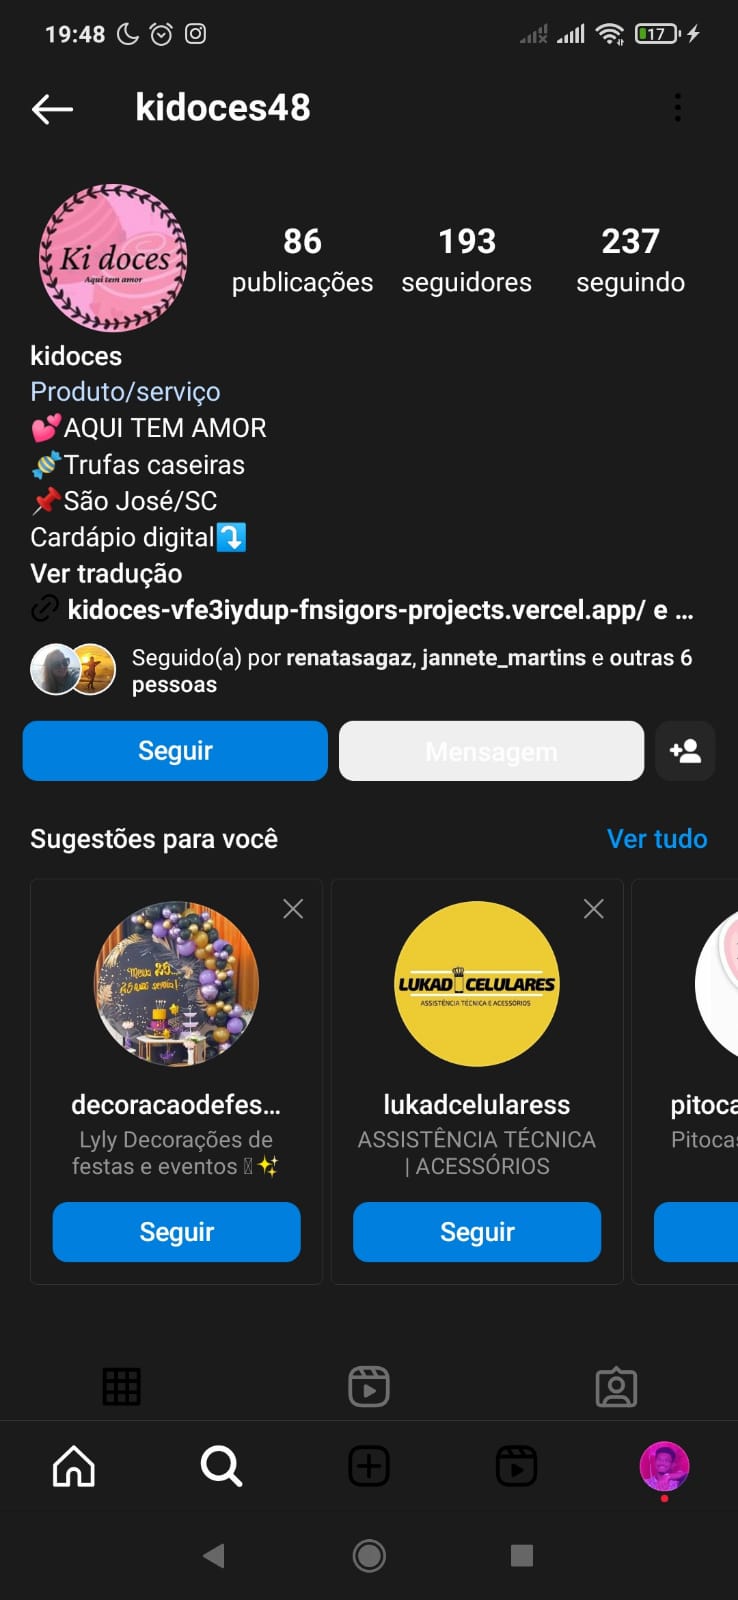 19:48
17
kidoces48
Ki doces
Aqui tem amor
86
publicações
193
seguidores
237
seguindo
kidoces
Produto/serviço
💕AQUI TEM AMOR
🍬Trufas caseiras
📌São José/SC
Cardápio digital⤵️
Ver tradução
kidoces-vfe3iydup-fnsigors-projects.vercel.app/ e ...
Seguido(a) por renatasagaz, jannete_martins e outras 6
pessoas
Seguir
Mensagem
Sugestões para você
Ver tudo
LUKAD CELULARES
ASSISTÊNCIA TÉCNICA E ACESSÓRIOS
decoracaodefes...
Lyly Decorações de
festas e eventos ✨
Seguir
lukadcelularess
ASSISTÊNCIA TÉCNICA
| ACESSÓRIOS
Seguir
pitoca
Pitoca